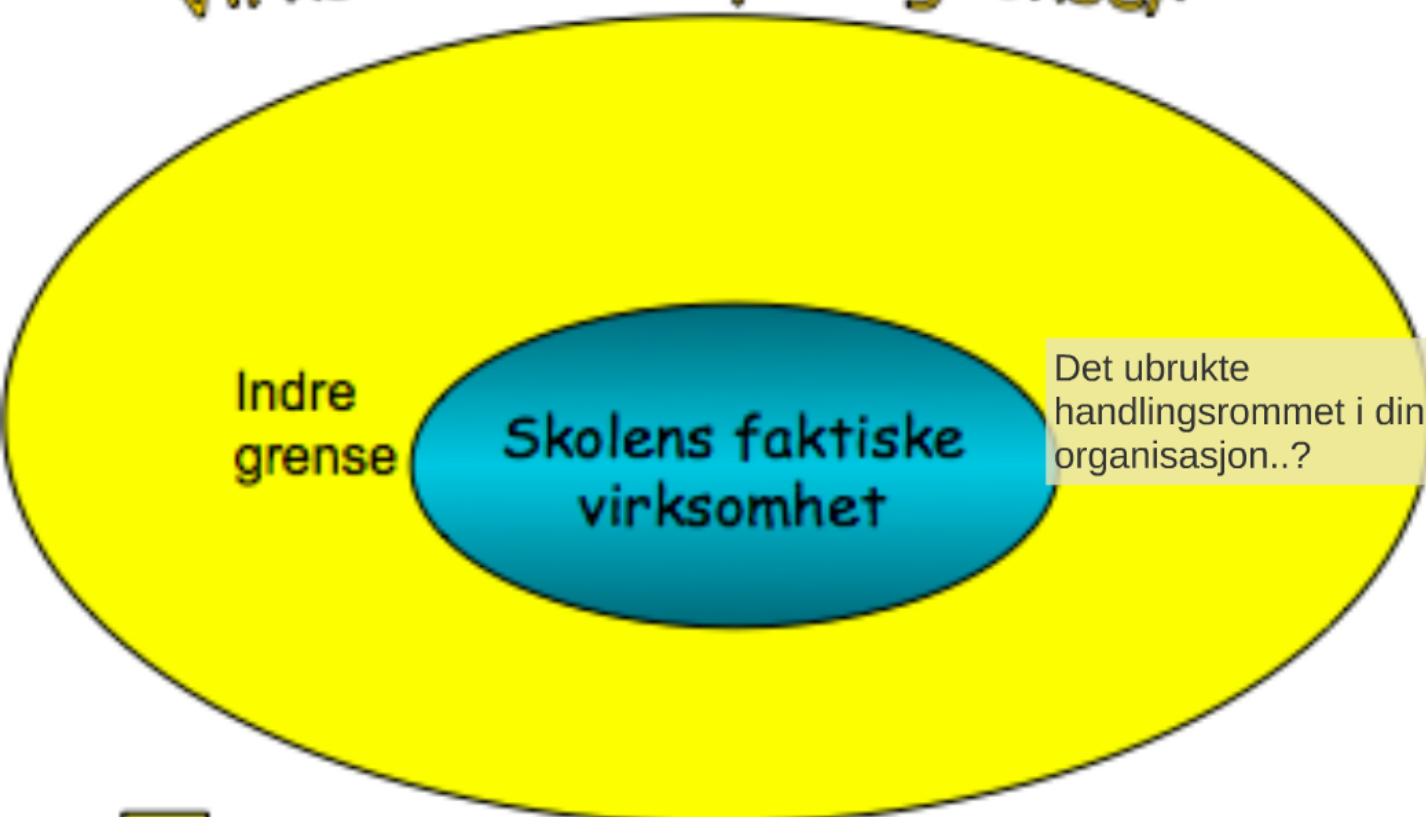 Indre
grense
Skolens faktiske
virksomhet
Det ubrukte
handlingsrommet i din
organisasjon..?